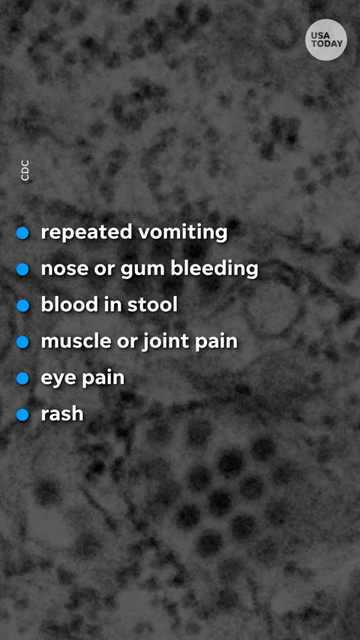 USA
TODAY
CDC
repeated vomiting
nose or gum bleeding
blood in stool
muscle or joint pain
eye pain
rash